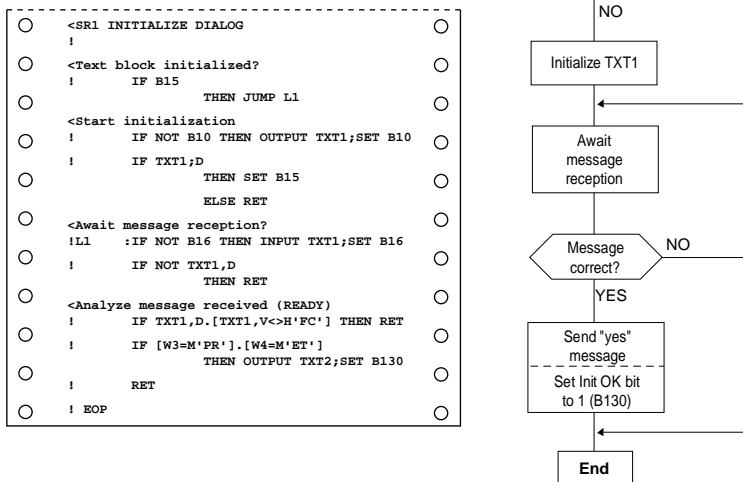 <SR1 INITIALIZE DIALOG
!
<Text block initialized?
! IF B15
THEN JUMP L1
<Start initialization
! IF NOT B10 THEN OUTPUT TXT1;SET B10
! IF TXT1;D
THEN SET B15
ELSE RET
<Await message reception?
!L1 :IF NOT B16 THEN INPUT TXT1;SET B16
! IF NOT TXT1,D
THEN RET
<Analyze message received (READY)
! IF TXT1,D.[TXT1,V<>H'FC'] THEN RET
! IF [W3=M'PR'].[W4=M'ET']
THEN OUTPUT TXT2;SET B130
! RET
! EOP
NO
Initialize TXT1
Await
message
reception
Message
correct?
NO
YES
Send "yes"
message
Set Init OK bit
to 1 (B130)
End